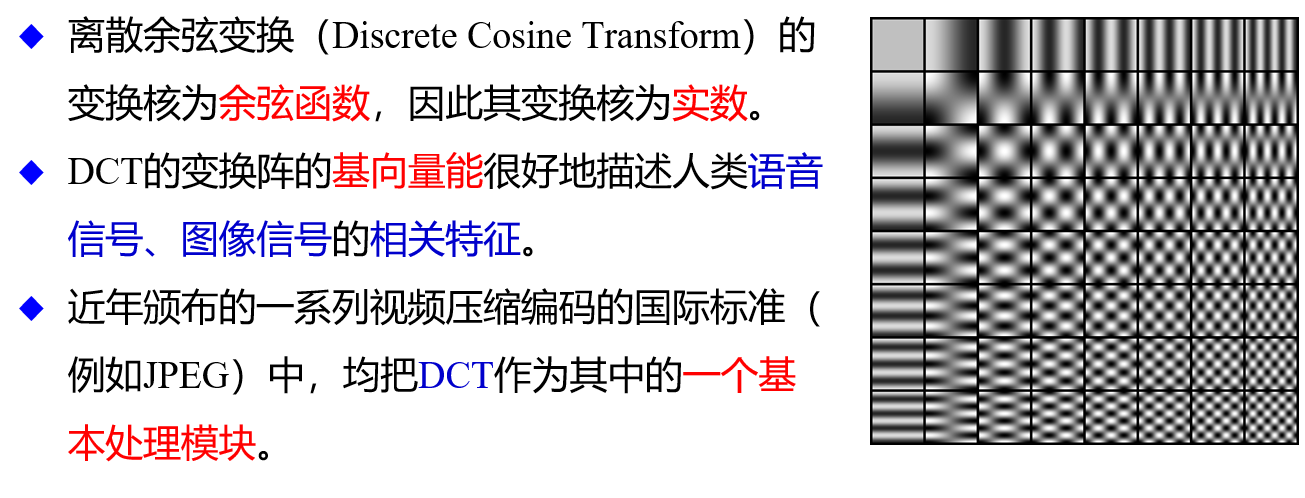 离散余弦变换（Discrete Cosine Transform）的
变换核为余弦函数，因此其变换核为实数。
DCT的变换阵的基向量能很好地描述人类语音
信号、图像信号的相关特征。
近年颁布的一系列视频压缩编码的国际标准（
例如JPEG）中，均把DCT作为其中的一个基
本处理模块。